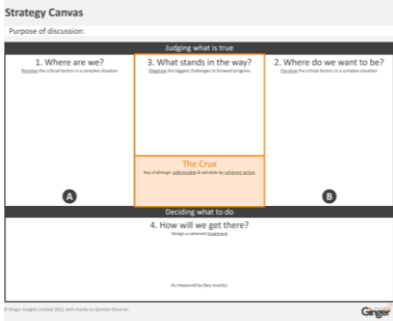 Strategy Canvas
Purpose of discussion:
Judging what is true
1. Where are we?
Perceive the critical factors in a complex situation
3. What stands in the way?
Diagnose the biggest challenges to forward progress
2. Where do we want to be?
Perceive the critical factors in a complex situation
The Crux
Key challenge: addressable & solvable by coherent action
A
B
Deciding what to do
4. How will we get there?
Design a coherent treatment
As measured by (key results):
© Ginger Insights Limited 2022, with thanks to Quinton
Ginger